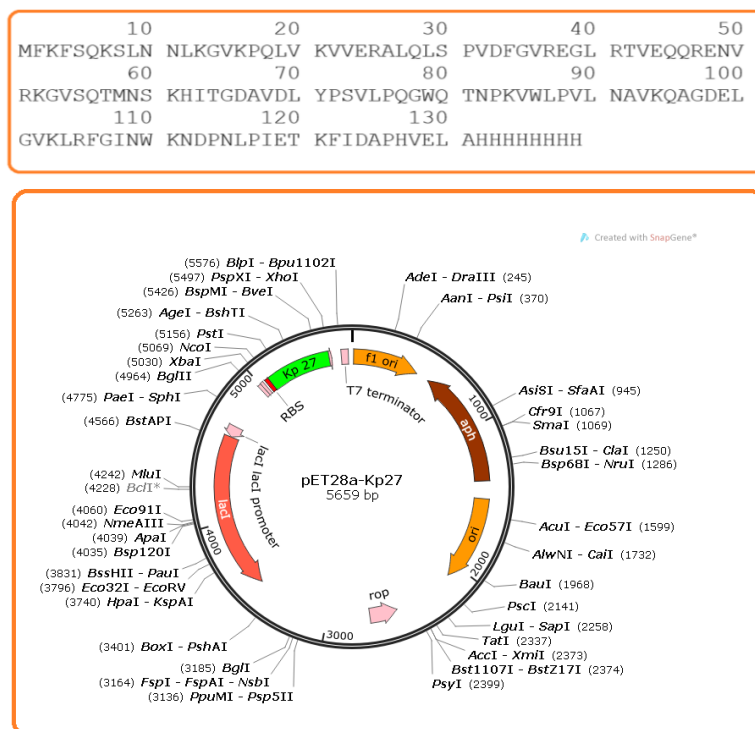 10 20 30 40 50
MFKFSQKSLN NLKGVKPQLV KVVERALQLS PVDFGVREGL RTVEQQRENV
60 70 80 90 100
RKGVSQTMNS KHITGDAVDL YPSVLPQGWQ TNPKVWLPVL NAVKQAGDEL
110 120 130
GVKLRFGINW KNDPNLPIET KFIDAPHVEL AHHHHHHHH
Created with SnapGene®
(5576) BlpI - Bpu1102I
(5497) PspXI - XhoI
(5426) BspMI - BveI
(5263) AgeI - BshTI
(5156) PstI
(5069) NcoI
(5030) XbaI
(4964) BglII
(4775) PaeI - SphI
(4566) BstAPI
(4242) MluI
(4228) BclI*
(4060) Eco91I
(4042) NmeAIII
(4039) ApaI
(4035) Bsp120I
(3831) BssHII - PauI
(3796) Eco32I - EcoRV
(3740) HpaI - KspAI
(3401) BoxI - PshAI
(3185) BglI
(3164) FspI - FspAI - NsbI
(3136) PpuMI - Psp5II
AdeI - DraIII (245)
AanI - PsiI (370)
AsiSI - SfaAI (945)
Cfr9I (1067)
SmaI (1069)
Bsu15I - ClaI (1250)
Bsp68I - NruI (1286)
AcuI - Eco57I (1599)
AlwNI - CaiI (1732)
BauI (1968)
PscI (2141)
LguI - SapI (2258)
TatI (2337)
AccI - XmiI (2373)
Bst1107I - BstZ17I (2374)
PsyI (2399)
Kp 27
f1 ori
T7 terminator
RBS
aph
ori
rop
lacI
lacI lacI promoter
1000
2000
3000
4000
5000
pET28a-Kp27
5659 bp